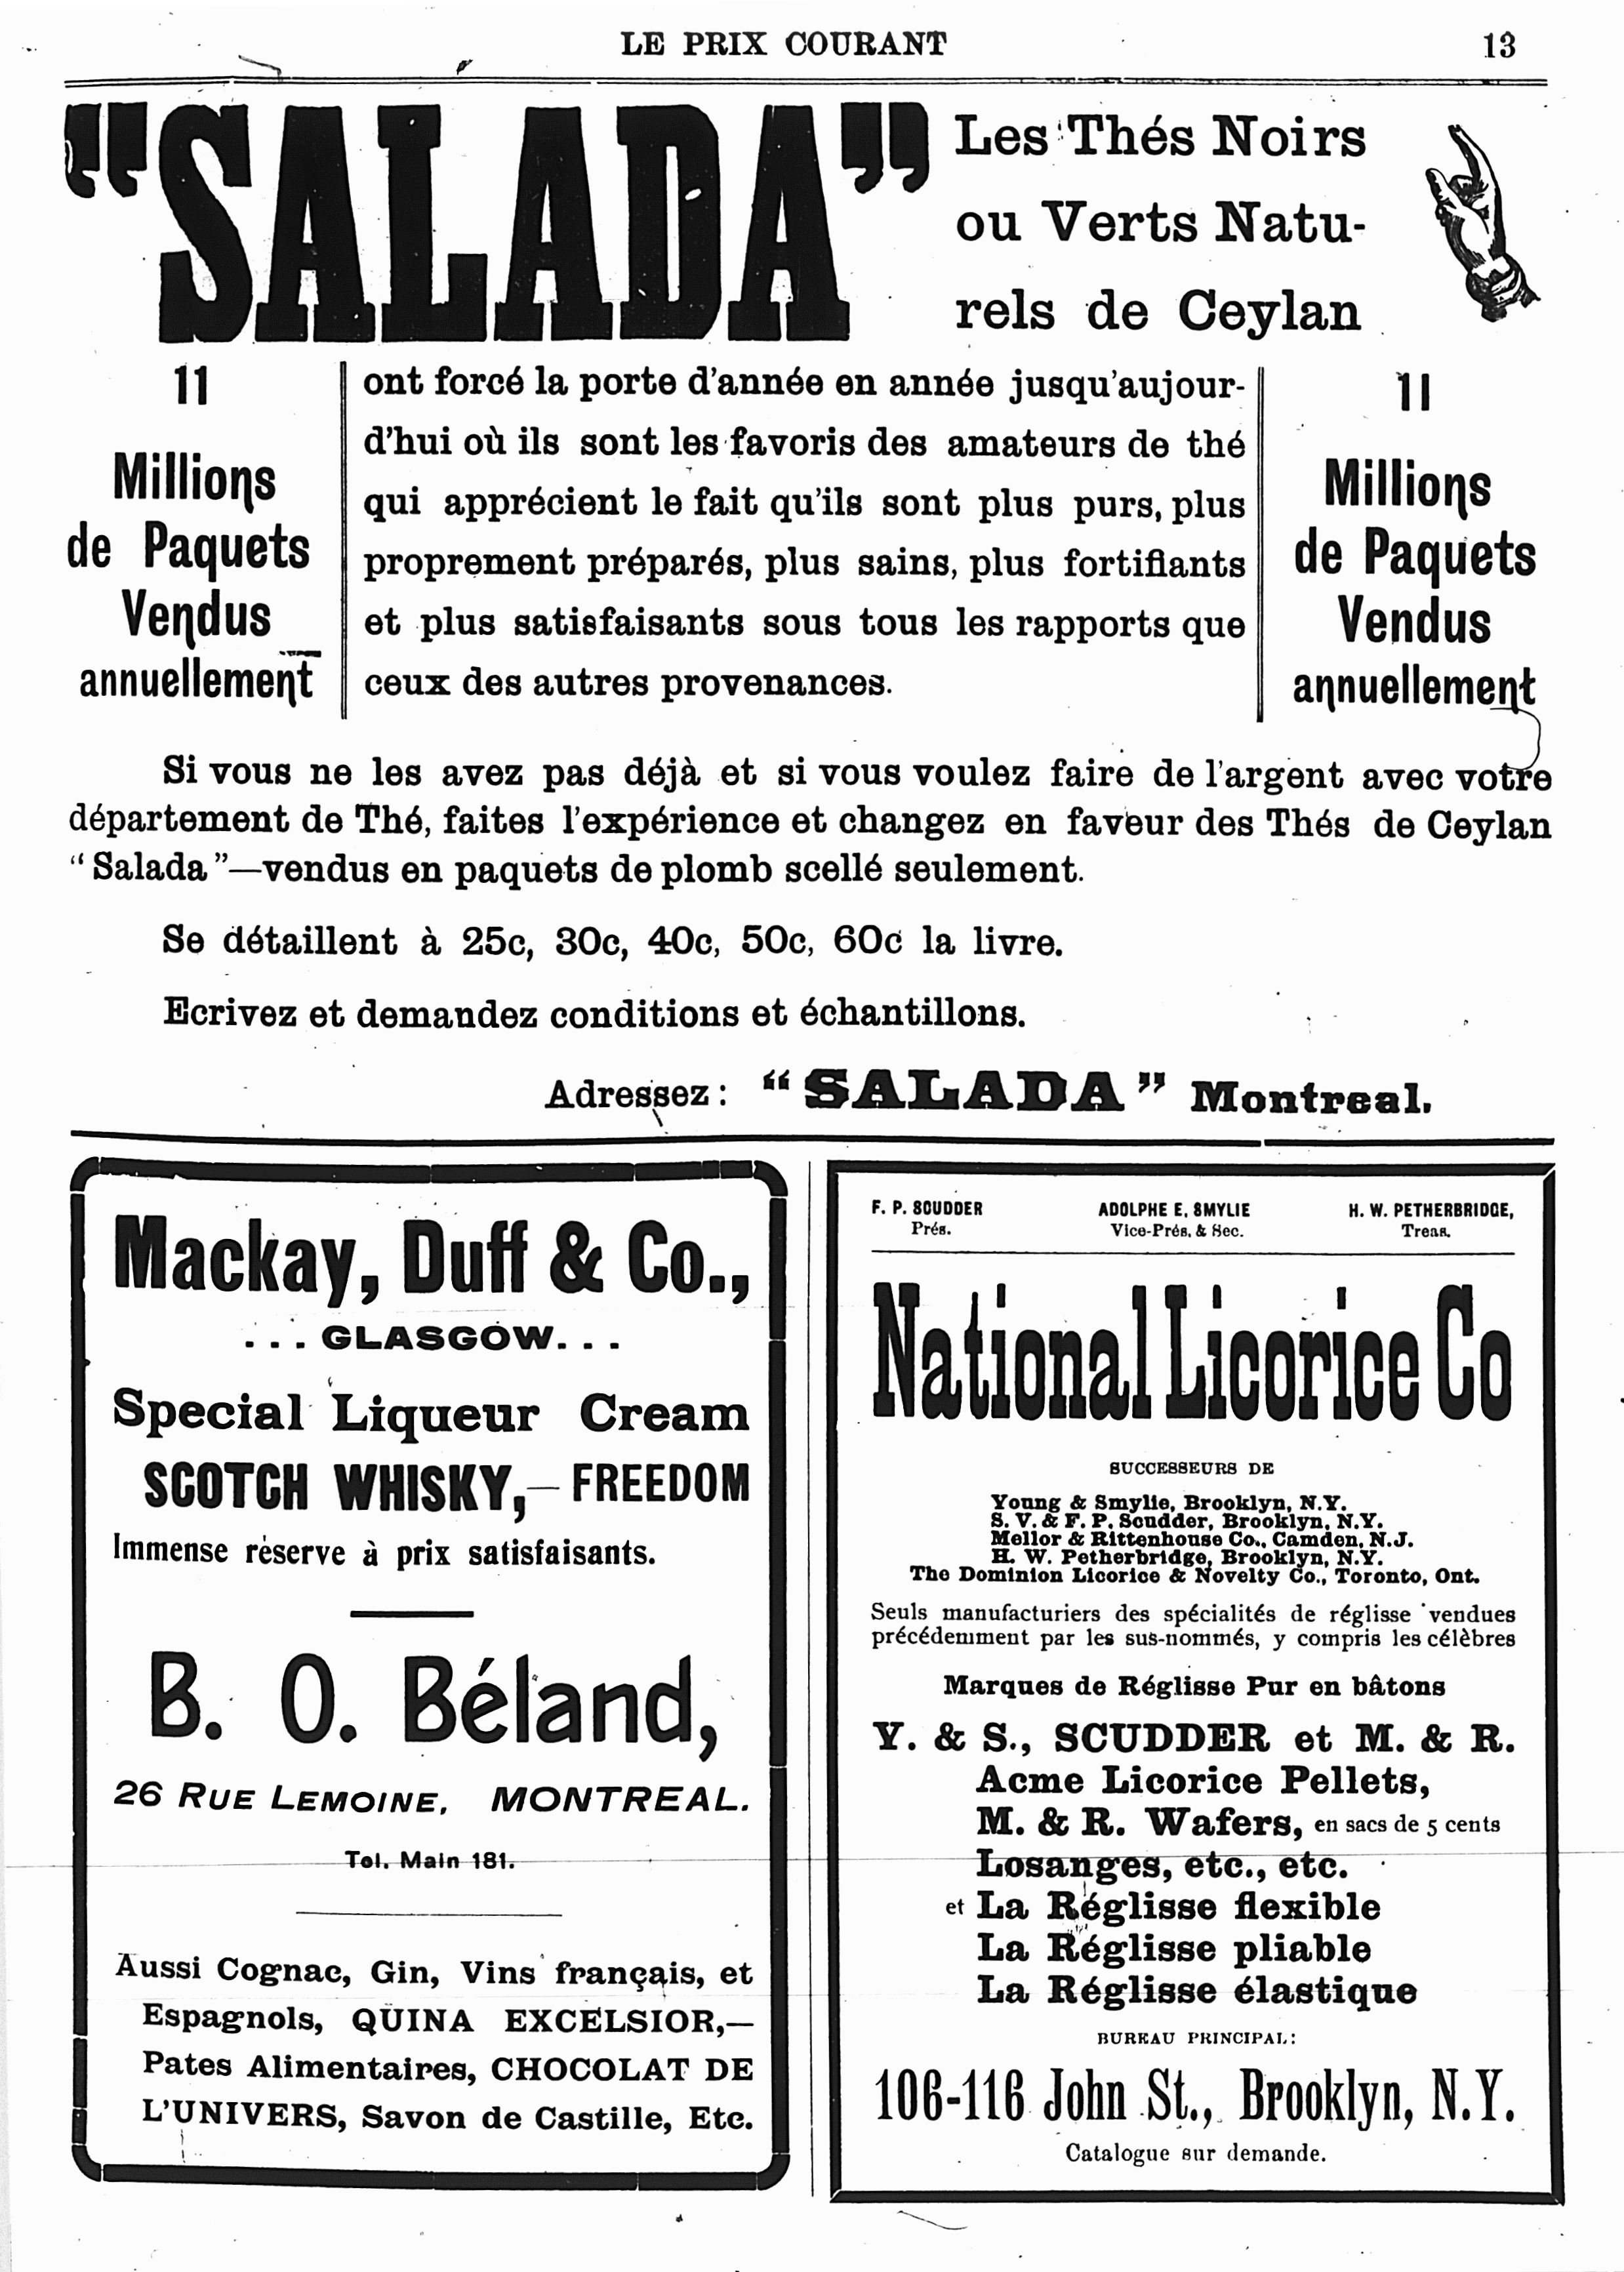 LE PRIX COURANT 13
"SALADA"
Les Thés Noirs
ou Verts Natu-
rels de Ceylan
11
Millions
de Paquets
Vendus
annuellement
ont forcé la porte d'année en année jusqu'aujour-
d'hui où ils sont les favoris des amateurs de thé
qui apprécient le fait qu'ils sont plus purs, plus
proprement préparés, plus sains, plus fortifiants
et plus satisfaisants sous tous les rapports que
ceux des autres provenances.
11
Millions
de Paquets
Vendus
annuellement
Si vous ne les avez pas déjà et si vous voulez faire de l'argent avec votre
département de Thé, faites l'expérience et changez en faveur des Thés de Ceylan
"Salada"—vendus en paquets de plomb scellé seulement.
Se détaillent à 25c, 30c, 40c, 50c, 60c la livre.
Ecrivez et demandez conditions et échantillons.
Adressez: "SALADA" Montreal.
Mackay, Duff & Co.,
...GLASGOW...
Special Liqueur Cream
SCOTCH WHISKY,—FREEDOM
Immense réserve à prix satisfaisants.
B. O. Béland,
26 RUE LEMOINE, MONTREAL.
Tel. Main 181.
Aussi Cognac, Gin, Vins français, et
Espagnols, QUINA EXCELSIOR,—
Pates Alimentaires, CHOCOLAT DE
L'UNIVERS, Savon de Castille, Etc.
F. P. SCUDDER ADOLPHE E. SMYLIE H. W. PETHERBRIDGE,
Prés. Vice-Prés. & Sec. Treas.
National Licorice Co
SUCCESSEURS DE
Young & Smylie, Brooklyn, N.Y.
S. V. & F. P. Scudder, Brooklyn, N.Y.
Mellor & Rittenhouse Co., Camden, N.J.
H. W. Petherbridge, Brooklyn, N.Y.
The Dominion Licorice & Novelty Co., Toronto, Ont.
Seuls manufacturiers des spécialités de réglisse vendues
précédemment par les sus-nommés, y compris les célèbres
Marques de Réglisse Pur en bâtons
Y. & S., SCUDDER et M. & R.
Acme Licorice Pellets,
M. & R. Wafers, en sacs de 5 cents
Losanges, etc., etc.
et La Réglisse flexible
La Réglisse pliable
La Réglisse élastique
BUREAU PRINCIPAL:
106-116 John St., Brooklyn, N.Y.
Catalogue sur demande.